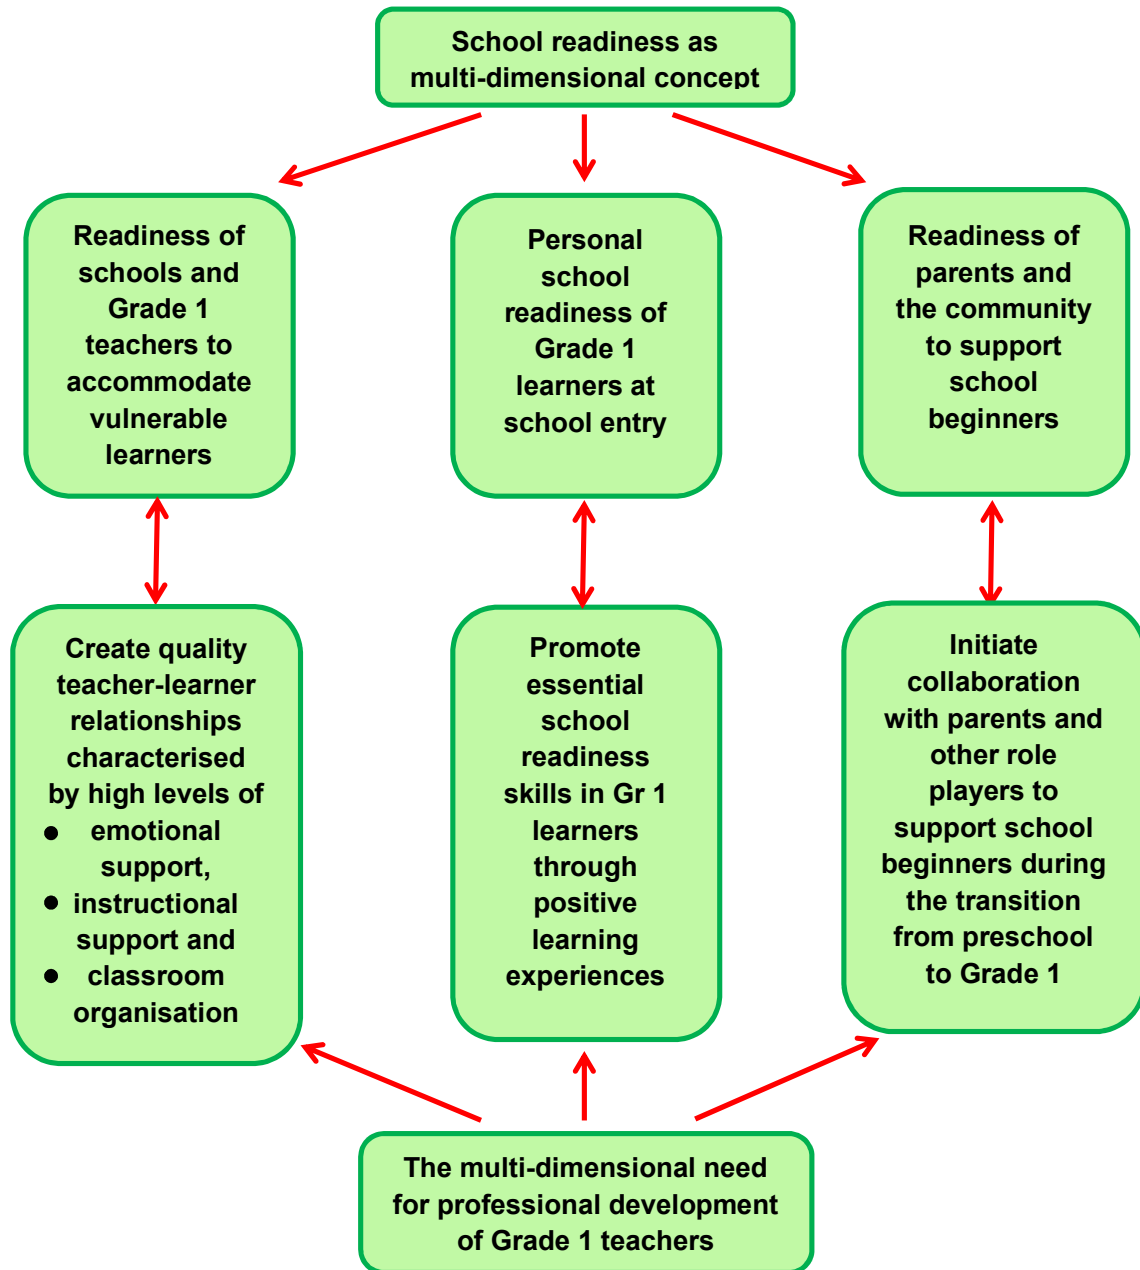 School readiness as
multi-dimensional concept
Readiness of
schools and
Grade 1
teachers to
accommodate
vulnerable
learners
Personal
school
readiness of
Grade 1
learners at
school entry
Readiness of
parents and
the community
to support
school
beginners
Create quality
teacher-learner
relationships
characterised
by high levels of
• emotional
support,
• instructional
support and
• classroom
organisation
Promote
essential
school
readiness
skills in Gr 1
learners
through
positive
learning
experiences
Initiate
collaboration
with parents and
other role
players to
support school
beginners during
the transition
from preschool
to Grade 1
The multi-dimensional need
for professional development
of Grade 1 teachers